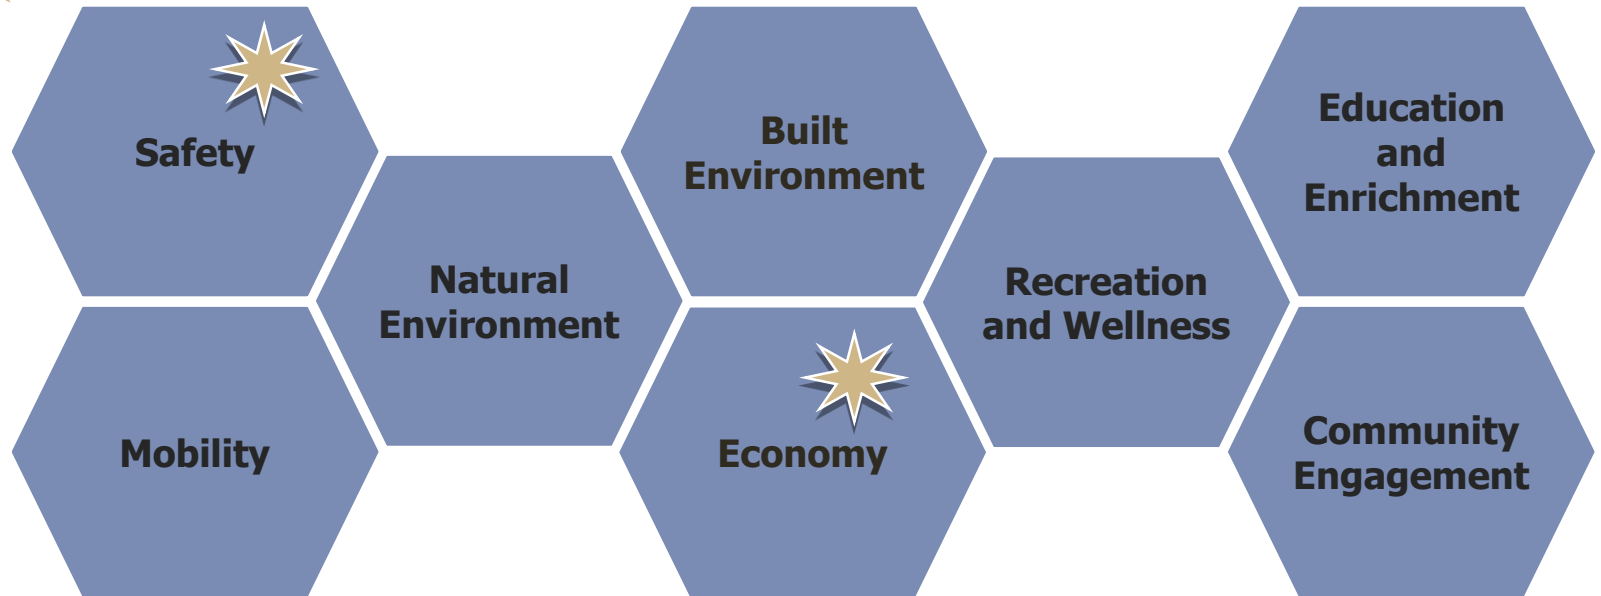 Safety
Mobility
Natural
Environment
Built
Environment
Economy
Recreation
and Wellness
Education
and
Enrichment
Community
Engagement